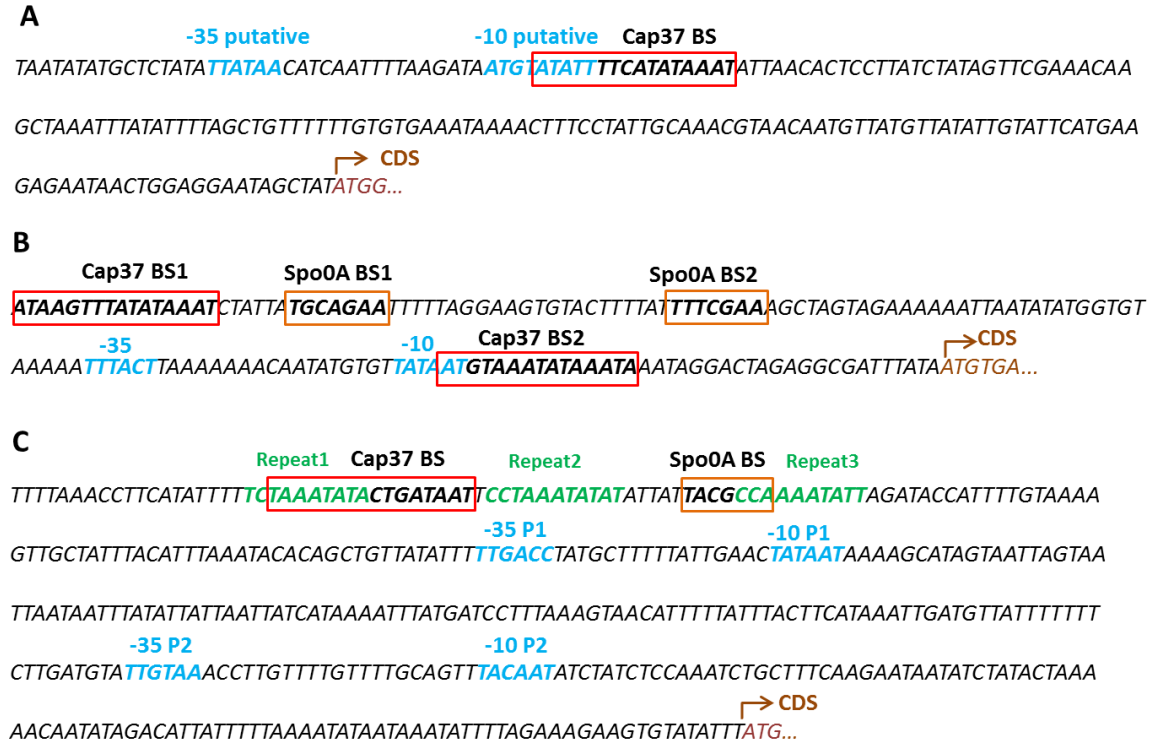 A
-35 putative -10 putative Cap37 BS
TAATATATGCTCTATATTATAACATCAATTTTAAGATAATGTATATTTTCATATAAATATTAACACTCCTTATCTATAGTTCGAAACAA
GCTAAATTTATATTTTAGCTGTTTTTTGTGTGAAATAAAACTTTCCTATTGCAAACGTAACAATGTTATGTTATATTGTATTCATGAA
CDS
GAGAATAACTGGAGGAATAGCTATATGG...
B
Cap37 BS1 Spo0A BS1 Spo0A BS2
ATAAGTTTATATAAATCTATTATGCAGAATTTTTAGGAAGTGTACTTTTATTTTCGAAAGCTAGTAGAAAAAATTAATATATGGTGT
-35 -10 Cap37 BS2 CDS
AAAAATTTACTTAAAAAAACAATATGTGTTATAATGTAAATATAAATAAATAGGACTAGAGGCGATTTATAATGTGA...
C
Repeat1 Cap37 BS Repeat2 Spo0A BS Repeat3
TTTTAAACCTTCATATTTTTCTAAATATACTGATAATTCCTAAATATATATTATTACGCCAAAATATTAGATACCATTTTGTAAAA
-35 P1 -10 P1
GTTGCTATTTACATTTAAATACACAGCTGTTATATTTTTGACCTATGCTTTTTATTGAACTATAATAAAAGCATAGTAATTAGTAA
TTAATAATTTATATTATTAATTATCATAAAATTTATGATCCTTTAAAGTAACATTTTTATTTACTTCATAAATTGATGTTATTTTTTT
-35 P2 -10 P2
CTTGATGTATTGTAAACCTTGTTTTGTTTTGCAGTTTACAATATCTATCTCCAAATCTGCTTTCAAGAATAATATCTATACTAAA
CDS
AACAATATAGACATTATTTTTAAAATATAATAAATATTTTAGAAAGAAGTGTATATTTATG...